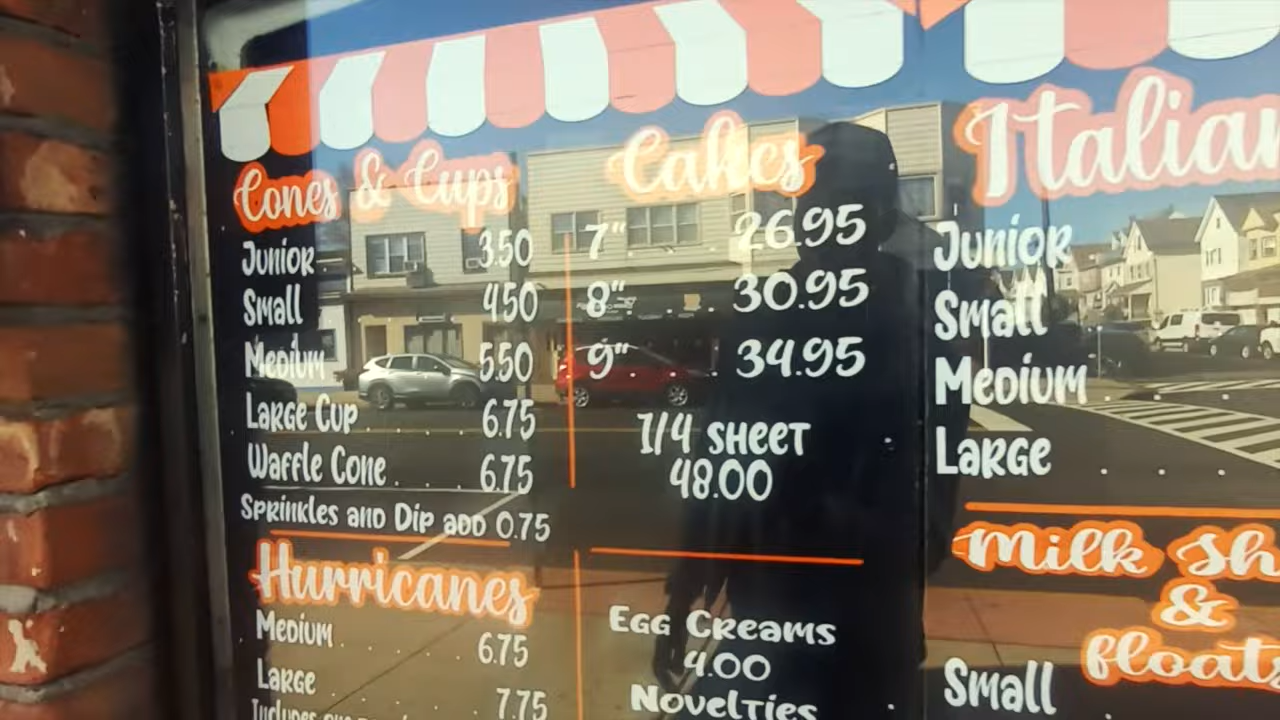 Cones & Cups
Junior 3.50
Small 4.50
Medium 5.50
Large Cup . . . . 6.75
Waffle Cone . . . 6.75
Sprinkles and Dip add 0.75
Hurricanes
Medium . . . . . 6.75
Large . . . . . 7.75
Includes
Cakes
7" 26.95
8" . . . 30.95
9" . . . 34.95
1/4 sheet
48.00
Egg Creams
4.00
Novelties
Italian
Junior
Small
Medium
Large
Milk Sh
&
floats
Small